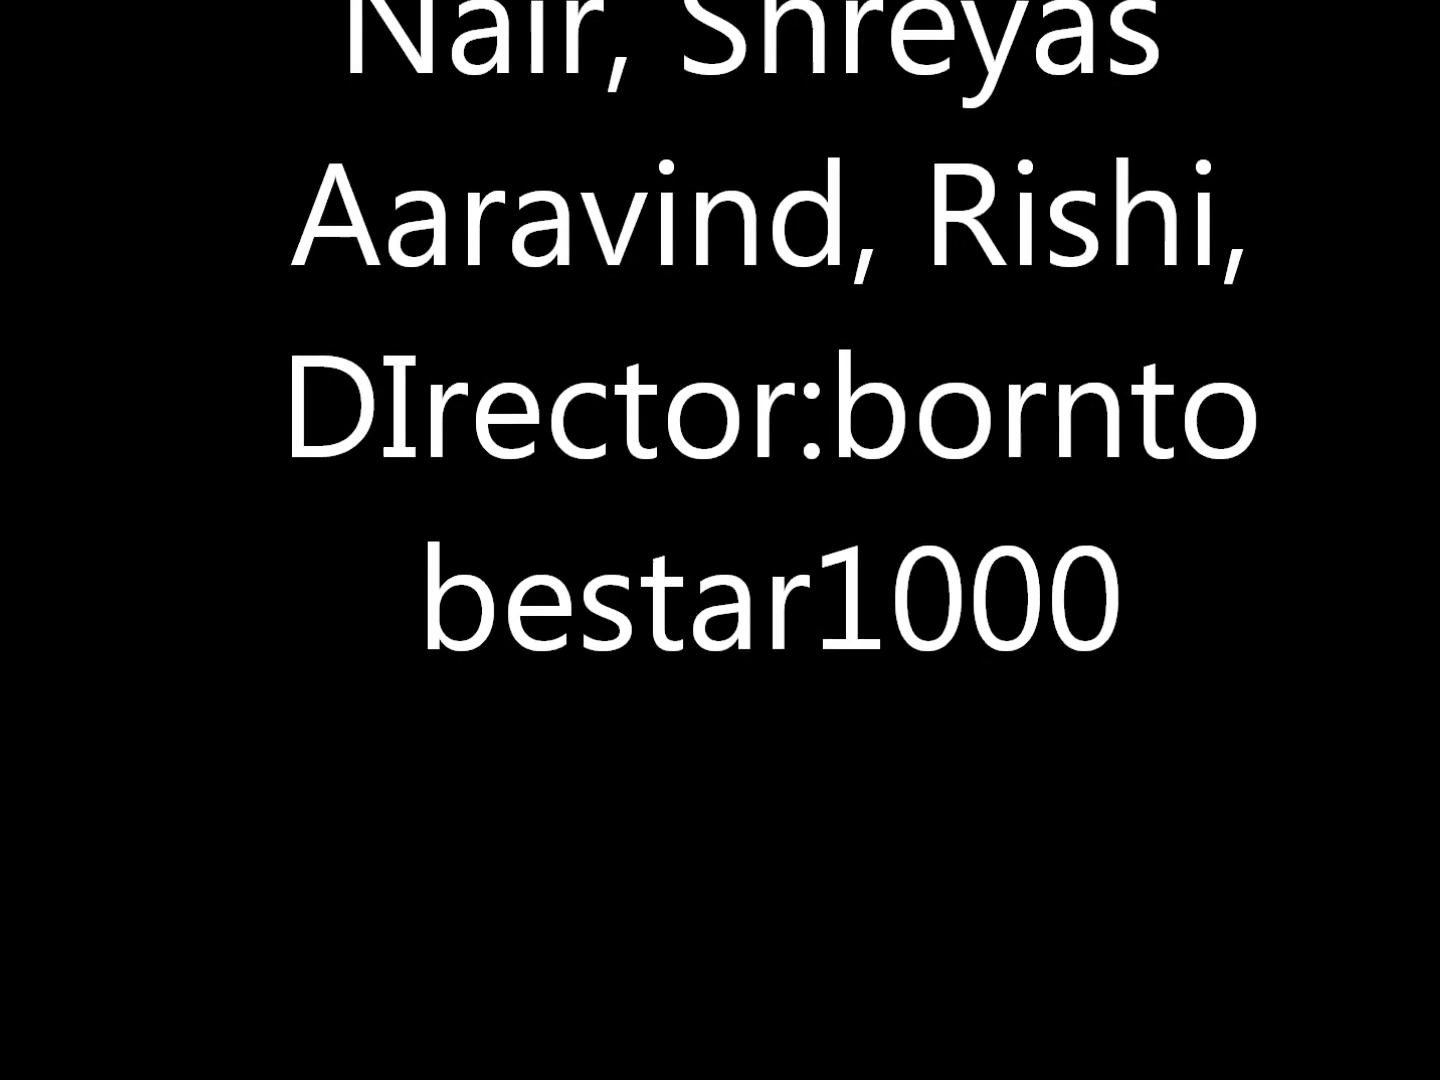 Nair, Shreyas
Aaravind, Rishi,
DIrector:bornto
bestar1000